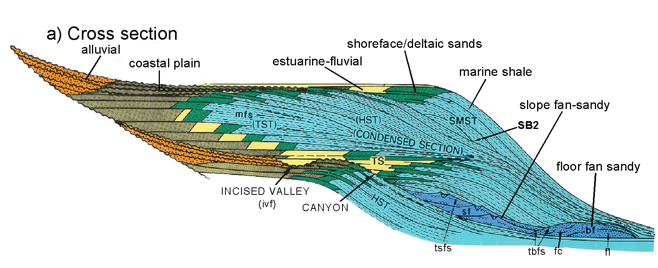 a) Cross section
alluvial
coastal plain
estuarine-fluvial
shoreface/deltaic sands
marine shale
slope fan-sandy
SB2
floor fan sandy
mfs
(TST)
(HST)
(CONDENSED SECTION)
SMST
TS
INCISED VALLEY
(ivf)
CANYON
HST
sf
bf
tsfs
tbfs
fc
fl